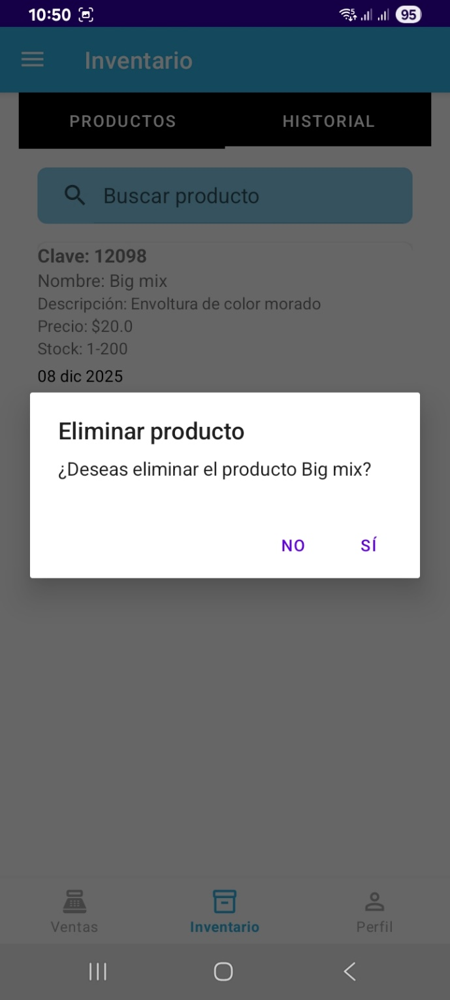 10:50
95
Inventario
PRODUCTOS
HISTORIAL
Buscar producto
Clave: 12098
Nombre: Big mix
Descripción: Envoltura de color morado
Precio: $20.0
Stock: 1-200
08 dic 2025
Eliminar producto
¿Deseas eliminar el producto Big mix?
NO
SÍ
Ventas
Inventario
Perfil